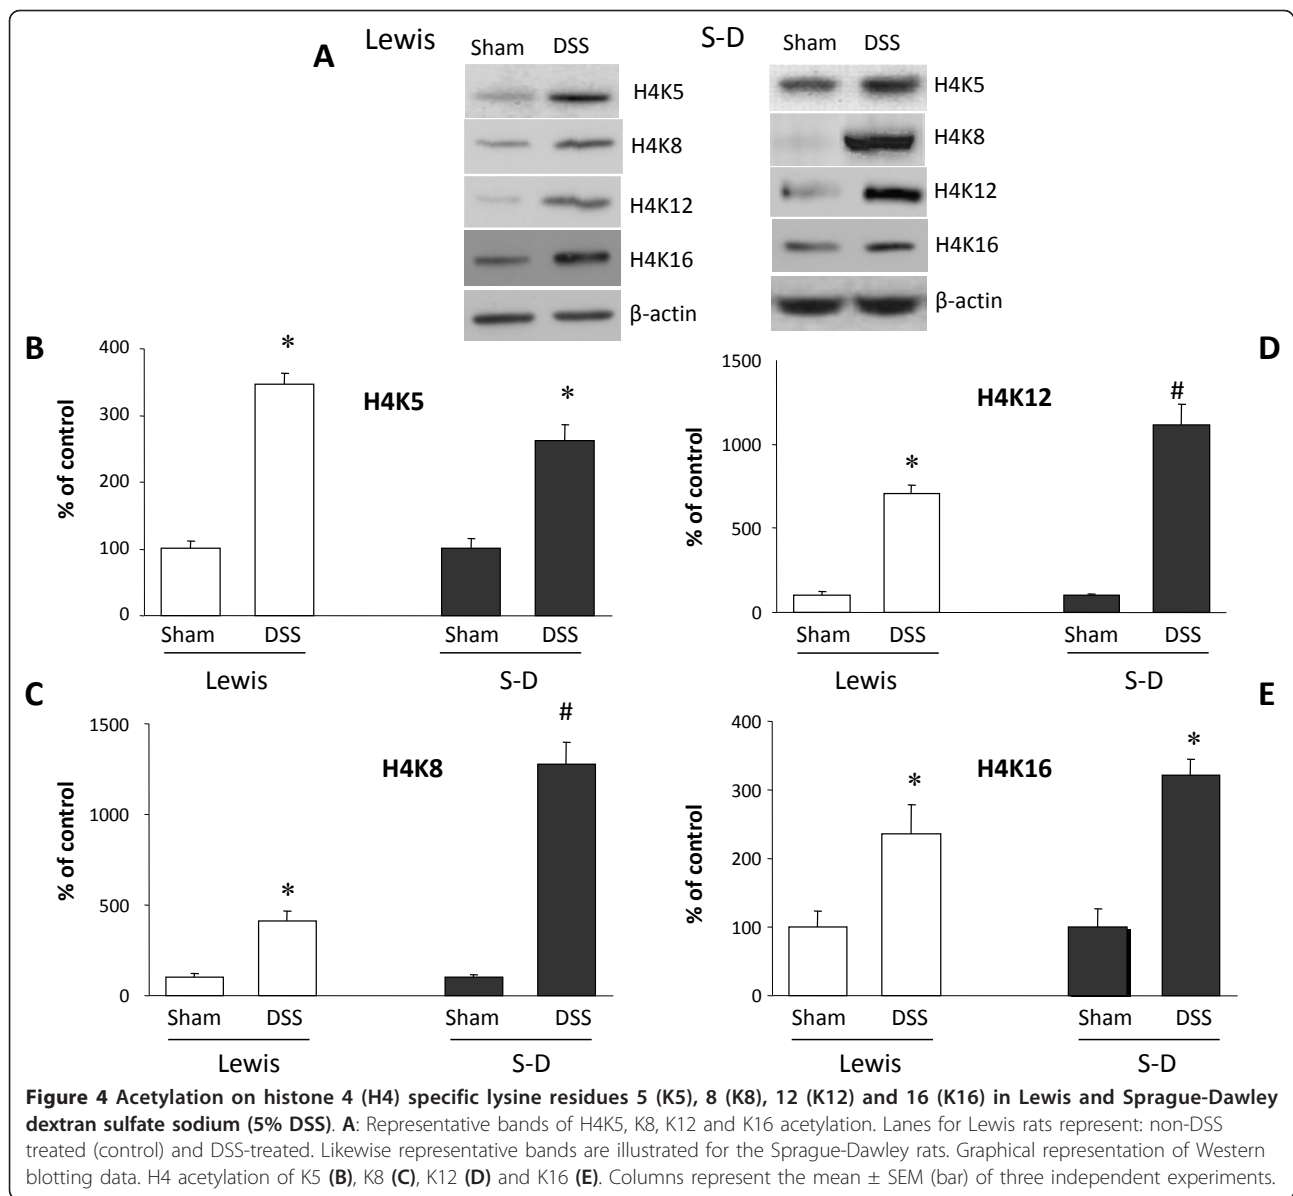 A
Lewis
Sham DSS
H4K5
H4K8
H4K12
H4K16
β-actin
S-D
Sham DSS
H4K5
H4K8
H4K12
H4K16
β-actin
B
% of control
400
300
200
100
0
*
H4K5
*
Sham DSS Sham DSS
Lewis S-D
D
% of control
1500
1000
500
0
*
H4K12
#
Sham DSS Sham DSS
Lewis S-D
C
% of control
1500
1000
500
0
*
H4K8
#
Sham DSS Sham DSS
Lewis S-D
E
% of control
400
300
200
100
0
*
H4K16
*
Sham DSS Sham DSS
Lewis S-D
Figure 4 Acetylation on histone 4 (H4) specific lysine residues 5 (K5), 8 (K8), 12 (K12) and 16 (K16) in Lewis and Sprague-Dawley
dextran sulfate sodium (5% DSS). A: Representative bands of H4K5, K8, K12 and K16 acetylation. Lanes for Lewis rats represent: non-DSS
treated (control) and DSS-treated. Likewise representative bands are illustrated for the Sprague-Dawley rats. Graphical representation of Western
blotting data. H4 acetylation of K5 (B), K8 (C), K12 (D) and K16 (E). Columns represent the mean ± SEM (bar) of three independent experiments.